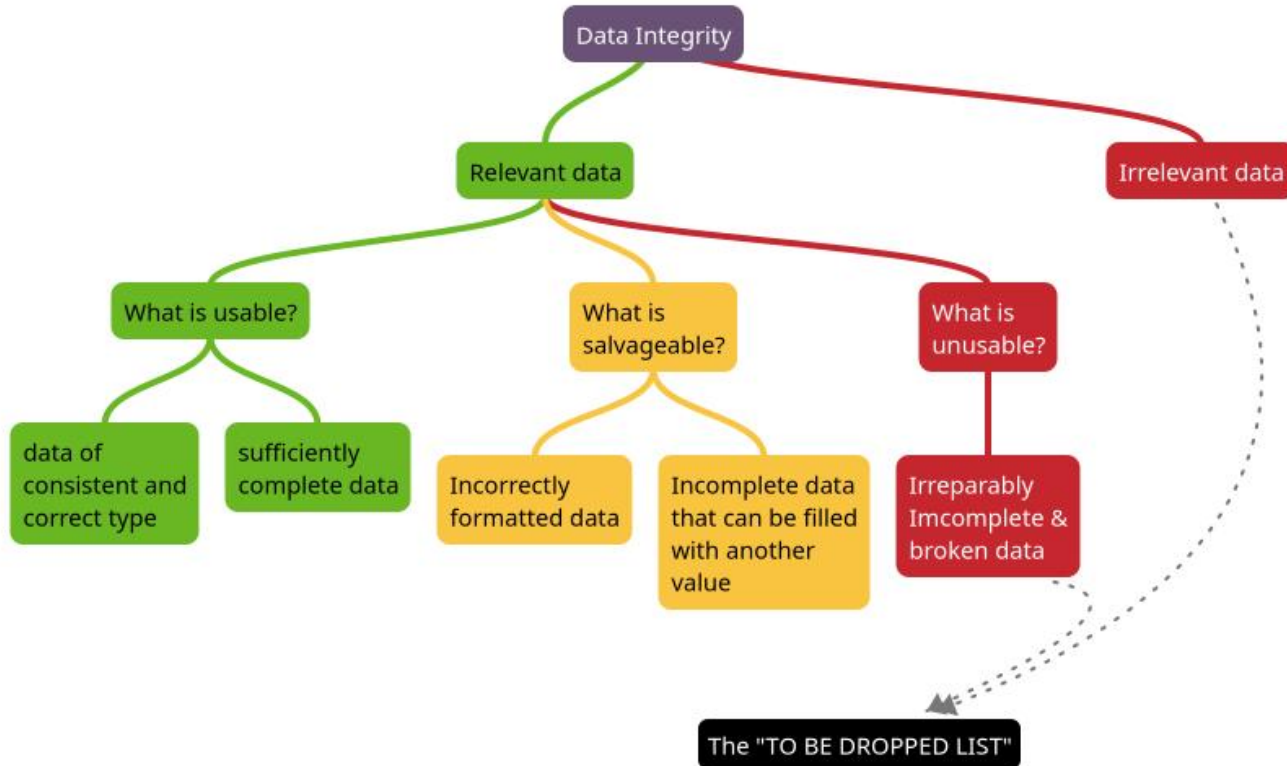 Data Integrity
Relevant data
Irrelevant data
What is usable?
What is
salvageable?
What is
unusable?
data of
consistent and
correct type
sufficiently
complete data
Incorrectly
formatted data
Incomplete data
that can be filled
with another
value
Irreparably
Imcomplete &
broken data
The "TO BE DROPPED LIST"